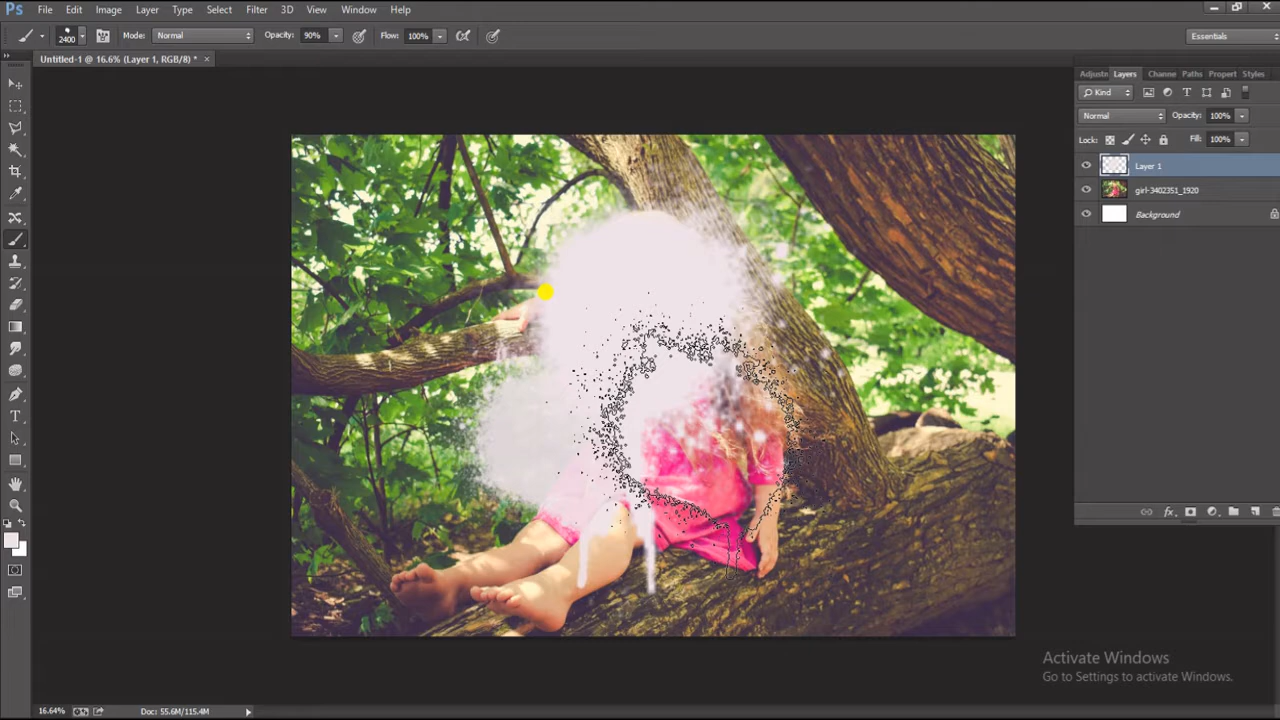 Ps File Edit Image Layer Type Select Filter 3D View Window Help
2400 Mode: Normal Opacity: 90% Flow: 100% Essentials
Untitled-1 @ 16.6% (Layer 1, RGB/8) * ×
Adjustn Layers Channe Paths Propert Styles
Kind
Normal Opacity: 100%
Lock: Fill: 100%
Layer 1
girl-3402351_1920
Background
fx
Activate Windows
Go to Settings to activate Windows.
16.64% Doc: 55.6M/115.4M